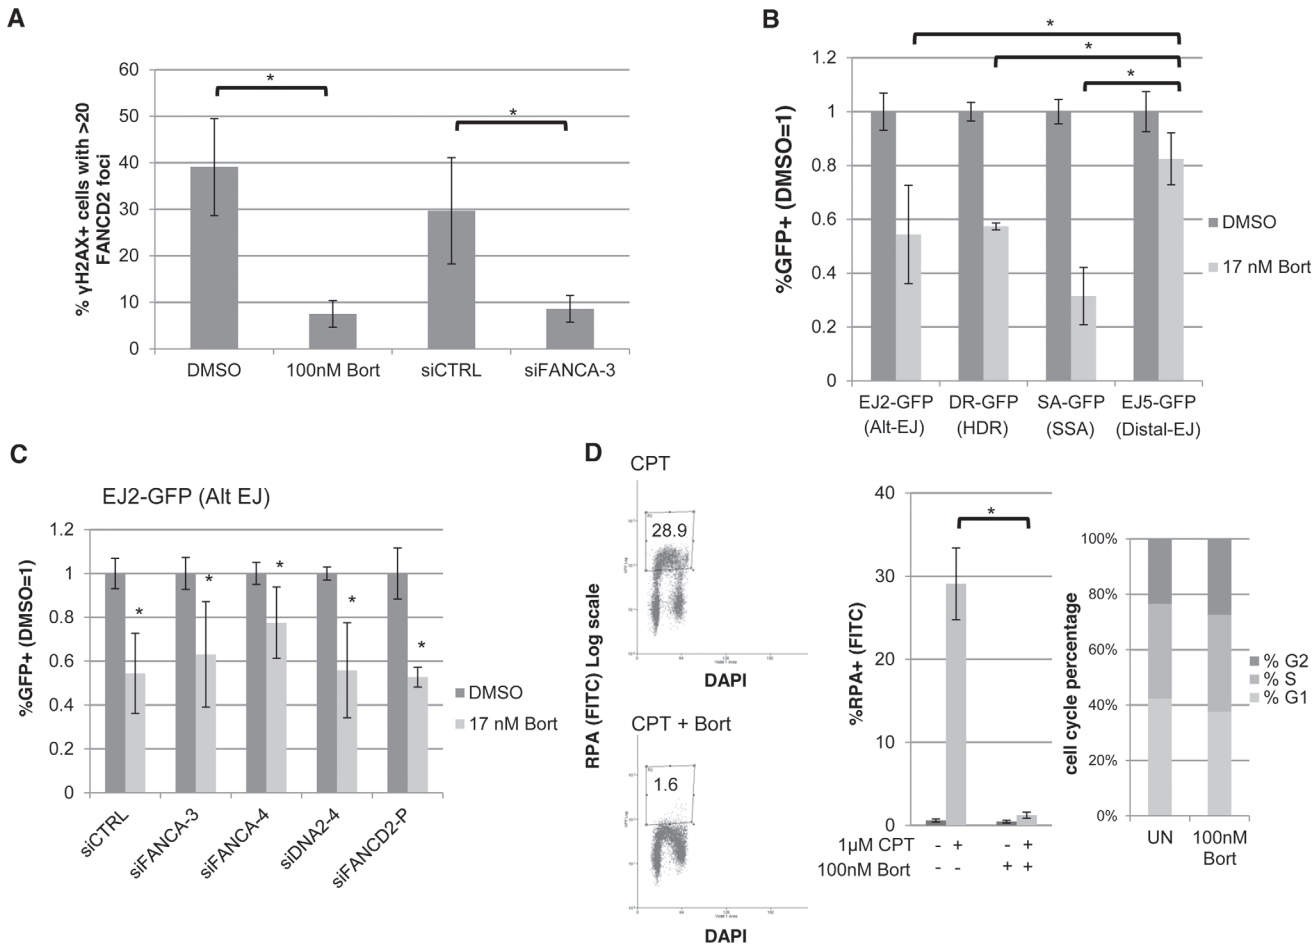 A
% γH2AX+ cells with >20
FANCD2 foci
60
50
40
30
20
10
0
*
*
DMSO
100nM Bort
siCTRL
siFANCA-3
B
%GFP+ (DMSO=1)
1.2
1
0.8
0.6
0.4
0.2
0
*
*
*
EJ2-GFP
(Alt-EJ)
DR-GFP
(HDR)
SA-GFP
(SSA)
EJ5-GFP
(Distal-EJ)
DMSO
17 nM Bort
C
EJ2-GFP (Alt EJ)
%GFP+ (DMSO=1)
1.2
1
0.8
0.6
0.4
0.2
0
*
*
*
*
*
siCTRL
siFANCA-3
siFANCA-4
siDNA2-4
siFANCD2-P
DMSO
17 nM Bort
D
CPT
28.9
DAPI
RPA (FITC) Log scale
CPT + Bort
1.6
DAPI
%RPA+ (FITC)
40
30
20
10
0
*
1µM CPT - + - +
100nM Bort - - + +
cell cycle percentage
100%
80%
60%
40%
20%
0%
UN
100nM
Bort
% G2
% S
% G1